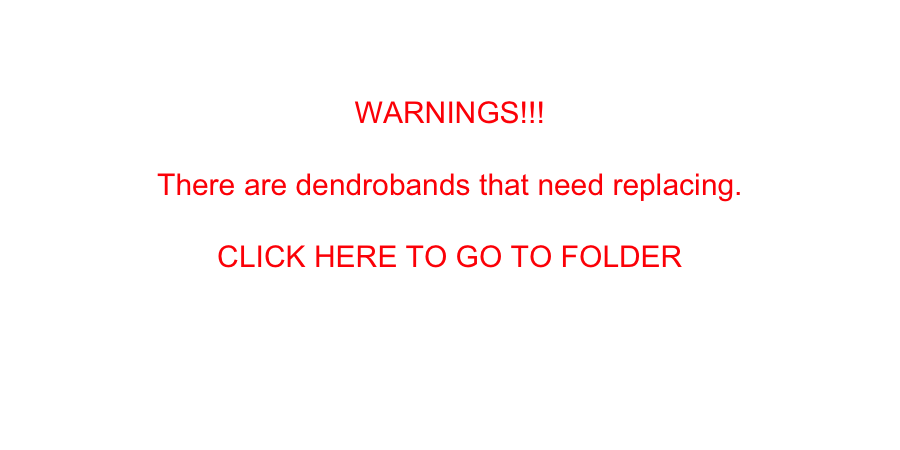 WARNINGS!!!
There are dendrobands that need replacing.
CLICK HERE TO GO TO FOLDER